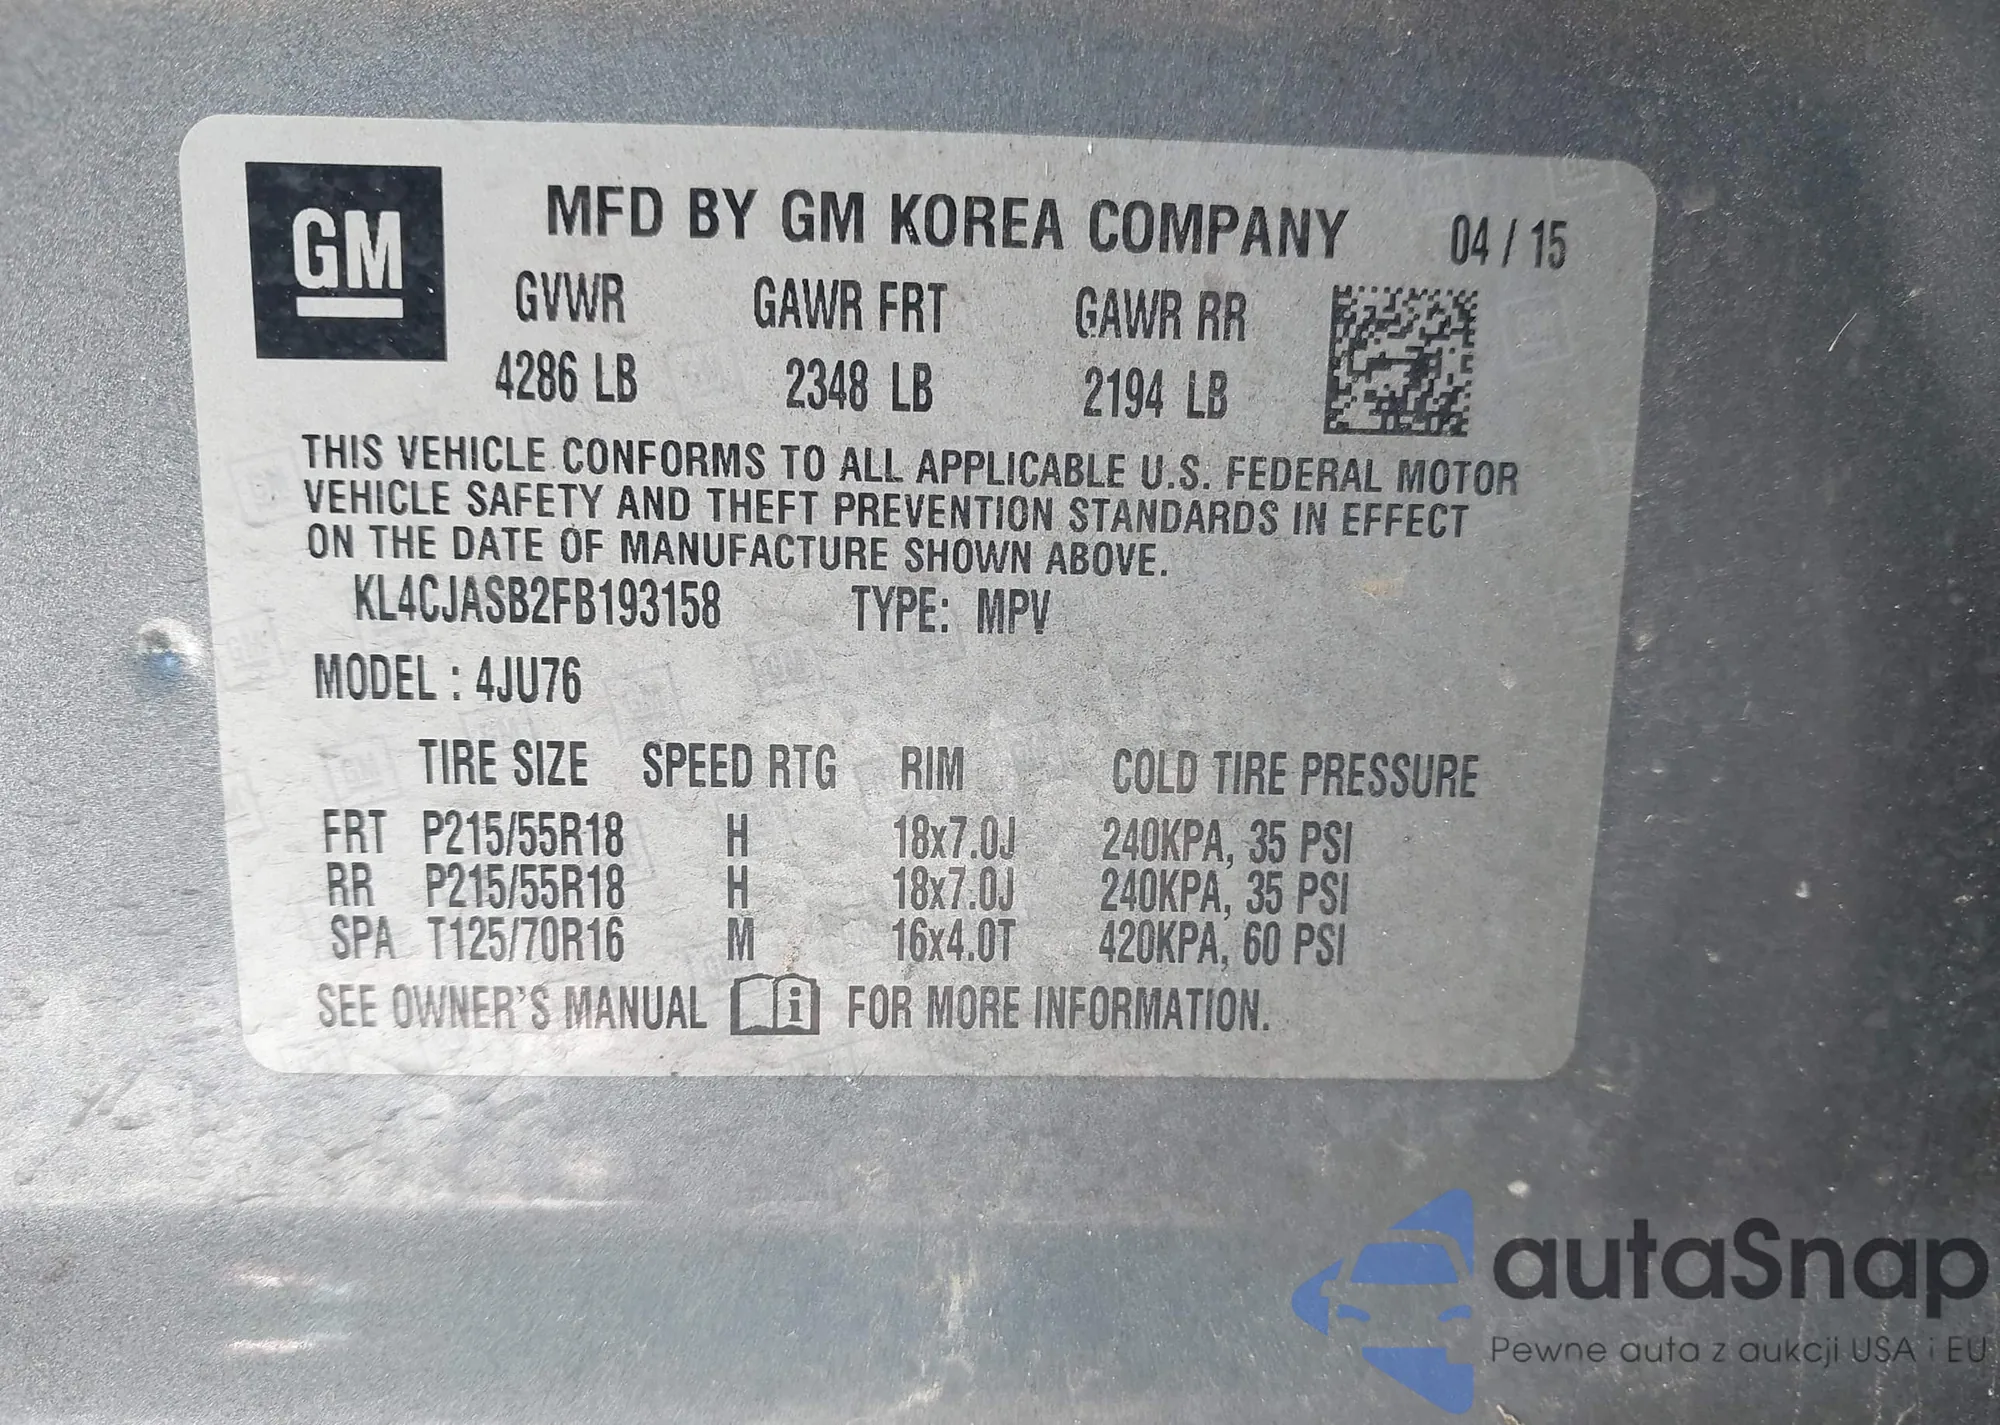 GM
MFD BY GM KOREA COMPANY 04 / 15
GVWR GAWR FRT GAWR RR
4286 LB 2348 LB 2194 LB
THIS VEHICLE CONFORMS TO ALL APPLICABLE U.S. FEDERAL MOTOR
VEHICLE SAFETY AND THEFT PREVENTION STANDARDS IN EFFECT
ON THE DATE OF MANUFACTURE SHOWN ABOVE.
KL4CJASB2FB193158 TYPE: MPV
MODEL : 4JU76
TIRE SIZE SPEED RTG RIM COLD TIRE PRESSURE
FRT P215/55R18 H 18x7.0J 240KPA, 35 PSI
RR P215/55R18 H 18x7.0J 240KPA, 35 PSI
SPA T125/70R16 M 16x4.0T 420KPA, 60 PSI
SEE OWNER'S MANUAL i FOR MORE INFORMATION.
autaSnap
Pewne auta z aukcji USA i EU